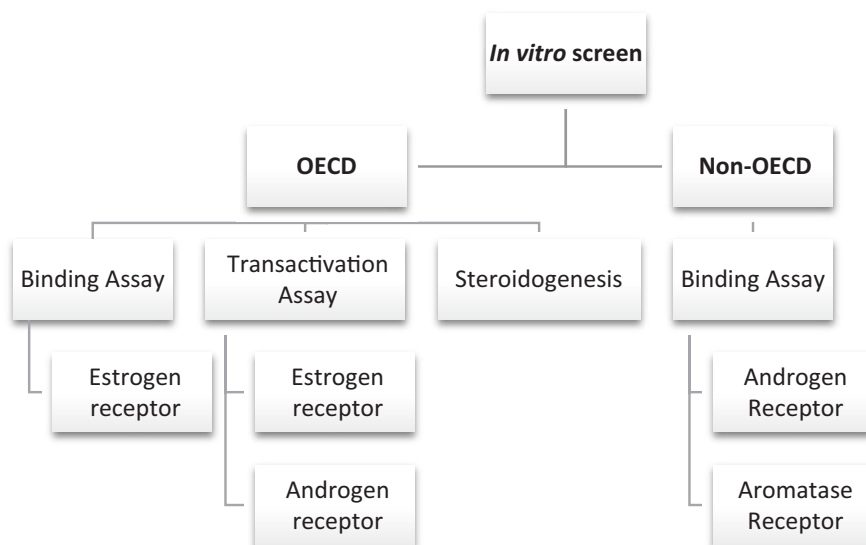 In vitro screen
OECD
Non-OECD
Binding Assay
Transactivation
Assay
Steroidogenesis
Binding Assay
Estrogen
receptor
Estrogen
receptor
Androgen
Receptor
Androgen
receptor
Aromatase
Receptor